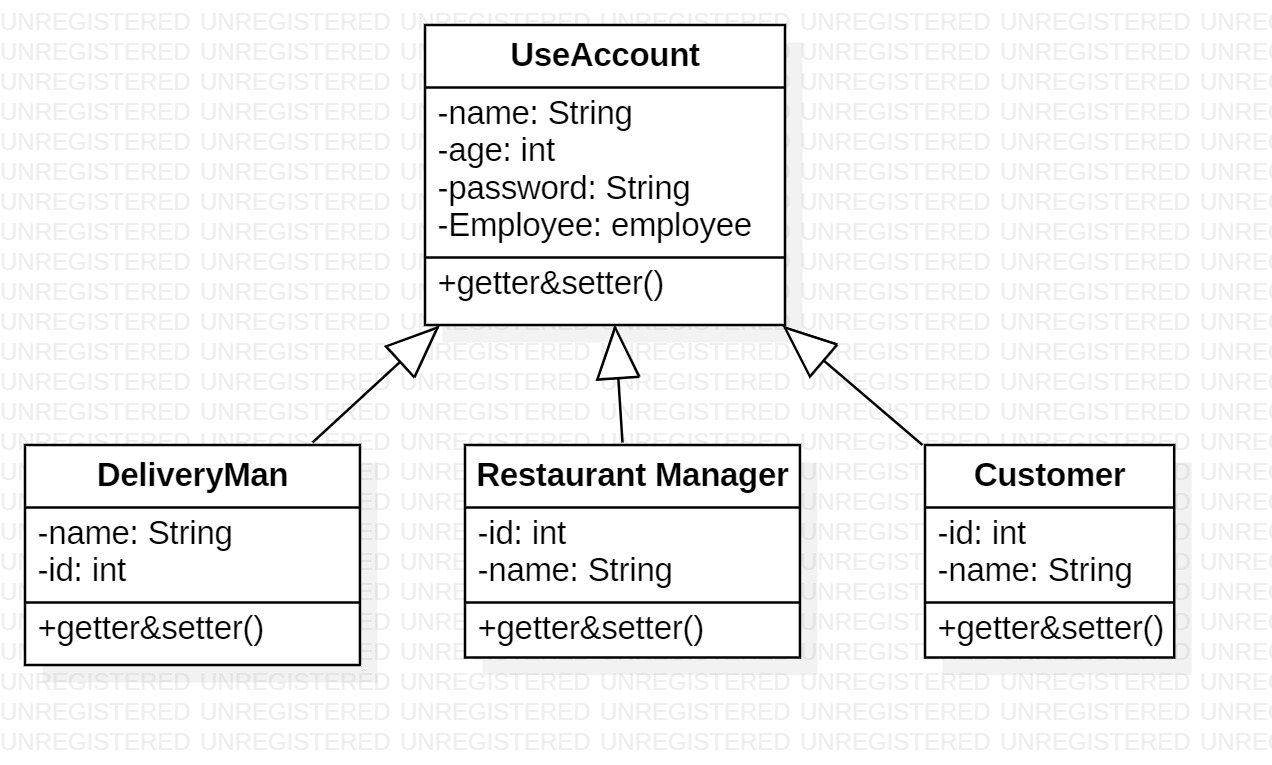 UseAccount
-name: String
-age: int
-password: String
-Employee: employee
+getter&setter()
DeliveryMan
-name: String
-id: int
+getter&setter()
Restaurant Manager
-id: int
-name: String
+getter&setter()
Customer
-id: int
-name: String
+getter&setter()
UNREGISTERED